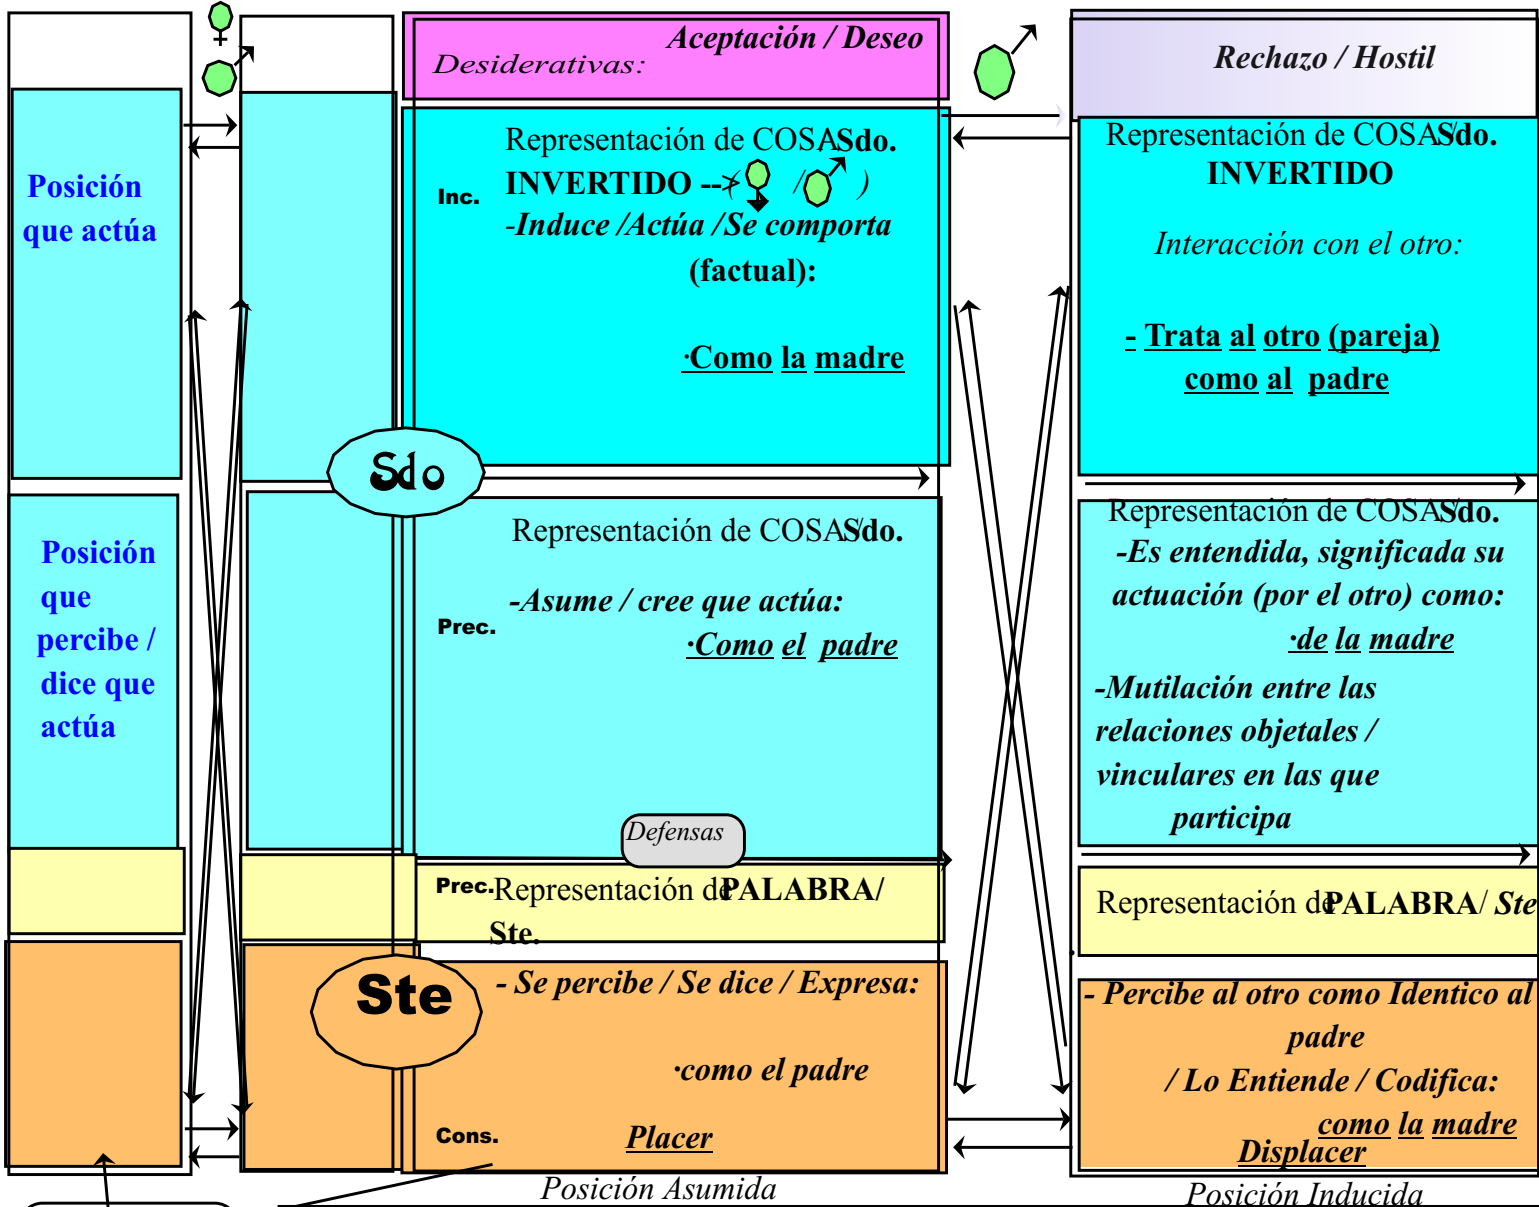 Aceptación / Deseo
Desiderativas:
Rechazo / Hostil
Posición
que actúa
Inc.
Representación de COSA/Sdo.
INVERTIDO --> ( / )
-Induce /Actúa /Se comporta
(factual):
·Como la madre
Representación de COSA/Sdo.
INVERTIDO
Interacción con el otro:
- Trata al otro (pareja)
como al padre
Sdo
Posición
que
percibe /
dice que
actúa
Prec.
Representación de COSA/Sdo.
-Asume / cree que actúa:
·Como el padre
Defensas
Representación de COSA/Sdo.
-Es entendida, significada su
actuación (por el otro) como:
·de la madre
-Mutilación entre las
relaciones objetales /
vinculares en las que
participa
Prec. Representación de PALABRA/
Ste.
Representación de PALABRA/ Ste
.
Ste
- Se percibe / Se dice / Expresa:
·como el padre
Cons.
Placer
- Percibe al otro como Identico al
padre
/ Lo Entiende / Codifica:
como la madre
Displacer
Posición Asumida
Posición Inducida